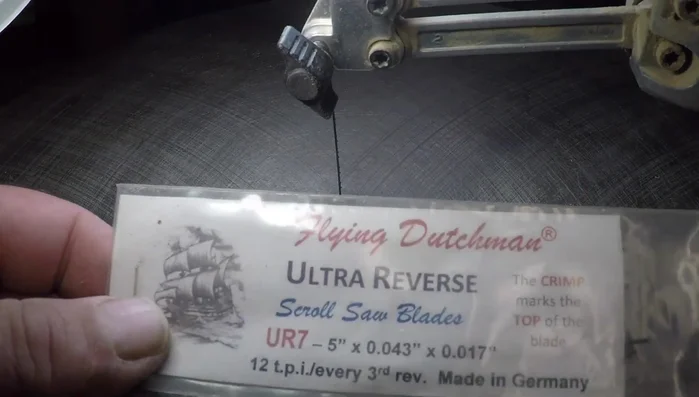 2
Flying Dutchman®
ULTRA REVERSE
Scroll Saw Blades
UR7 – 5" x 0.043" x 0.017"
12 t.p.i./every 3rd rev. Made in Germany
The CRIMP
marks the
TOP of the
blade